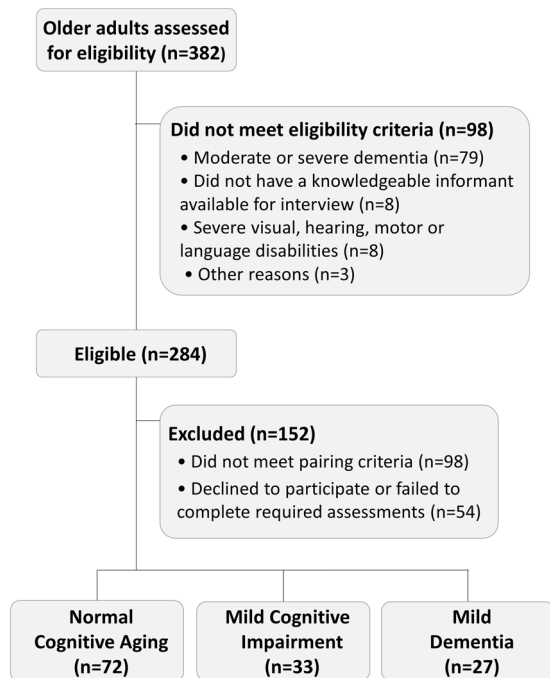 Older adults assessed
for eligibility (n=382)
Did not meet eligibility criteria (n=98)
• Moderate or severe dementia (n=79)
• Did not have a knowledgeable informant
available for interview (n=8)
• Severe visual, hearing, motor or
language disabilities (n=8)
• Other reasons (n=3)
Eligible (n=284)
Excluded (n=152)
• Did not meet pairing criteria (n=98)
• Declined to participate or failed to
complete required assessments (n=54)
Normal
Cognitive Aging
(n=72)
Mild Cognitive
Impairment
(n=33)
Mild
Dementia
(n=27)